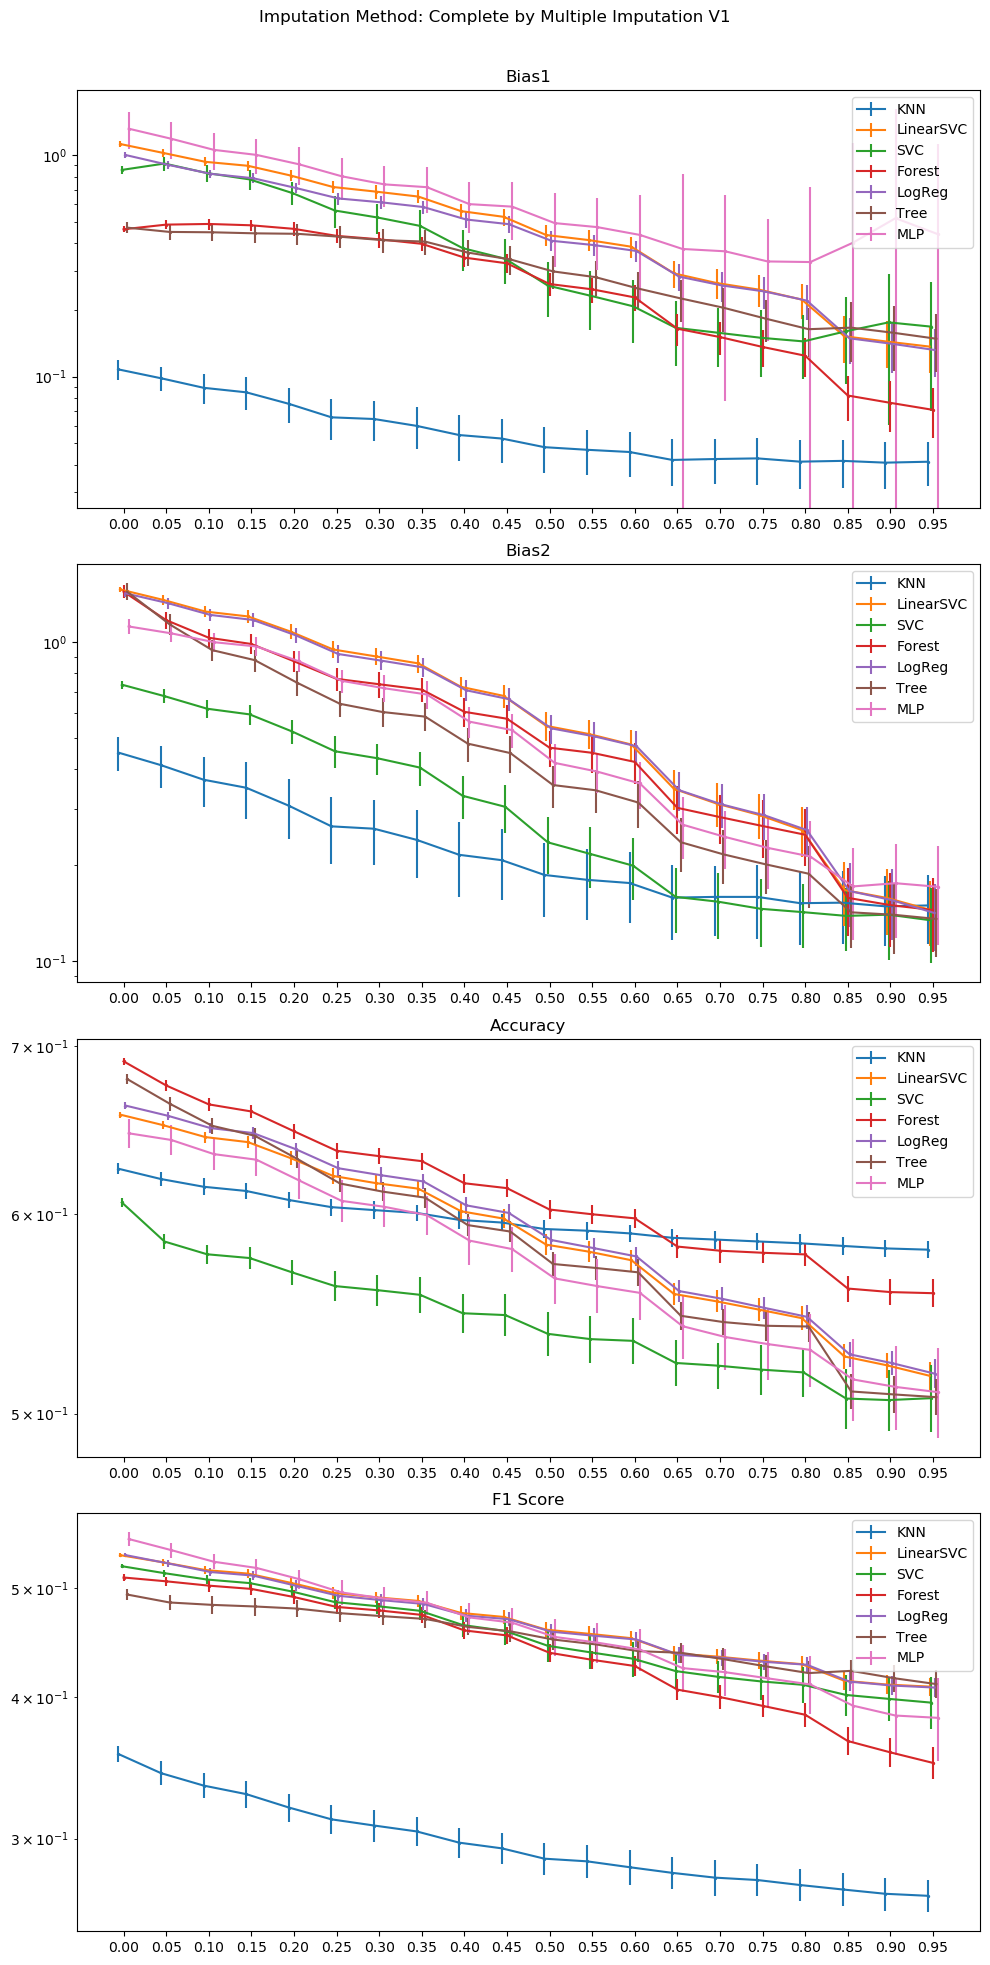 Imputation Method: Complete by Multiple Imputation V1
Bias1
10⁰
10⁻¹
KNN
LinearSVC
SVC
Forest
LogReg
Tree
MLP
0.00 0.05 0.10 0.15 0.20 0.25 0.30 0.35 0.40 0.45 0.50 0.55 0.60 0.65 0.70 0.75 0.80 0.85 0.90 0.95
Bias2
10⁰
10⁻¹
KNN
LinearSVC
SVC
Forest
LogReg
Tree
MLP
0.00 0.05 0.10 0.15 0.20 0.25 0.30 0.35 0.40 0.45 0.50 0.55 0.60 0.65 0.70 0.75 0.80 0.85 0.90 0.95
Accuracy
7 × 10⁻¹
6 × 10⁻¹
5 × 10⁻¹
KNN
LinearSVC
SVC
Forest
LogReg
Tree
MLP
0.00 0.05 0.10 0.15 0.20 0.25 0.30 0.35 0.40 0.45 0.50 0.55 0.60 0.65 0.70 0.75 0.80 0.85 0.90 0.95
F1 Score
5 × 10⁻¹
4 × 10⁻¹
3 × 10⁻¹
KNN
LinearSVC
SVC
Forest
LogReg
Tree
MLP
0.00 0.05 0.10 0.15 0.20 0.25 0.30 0.35 0.40 0.45 0.50 0.55 0.60 0.65 0.70 0.75 0.80 0.85 0.90 0.95